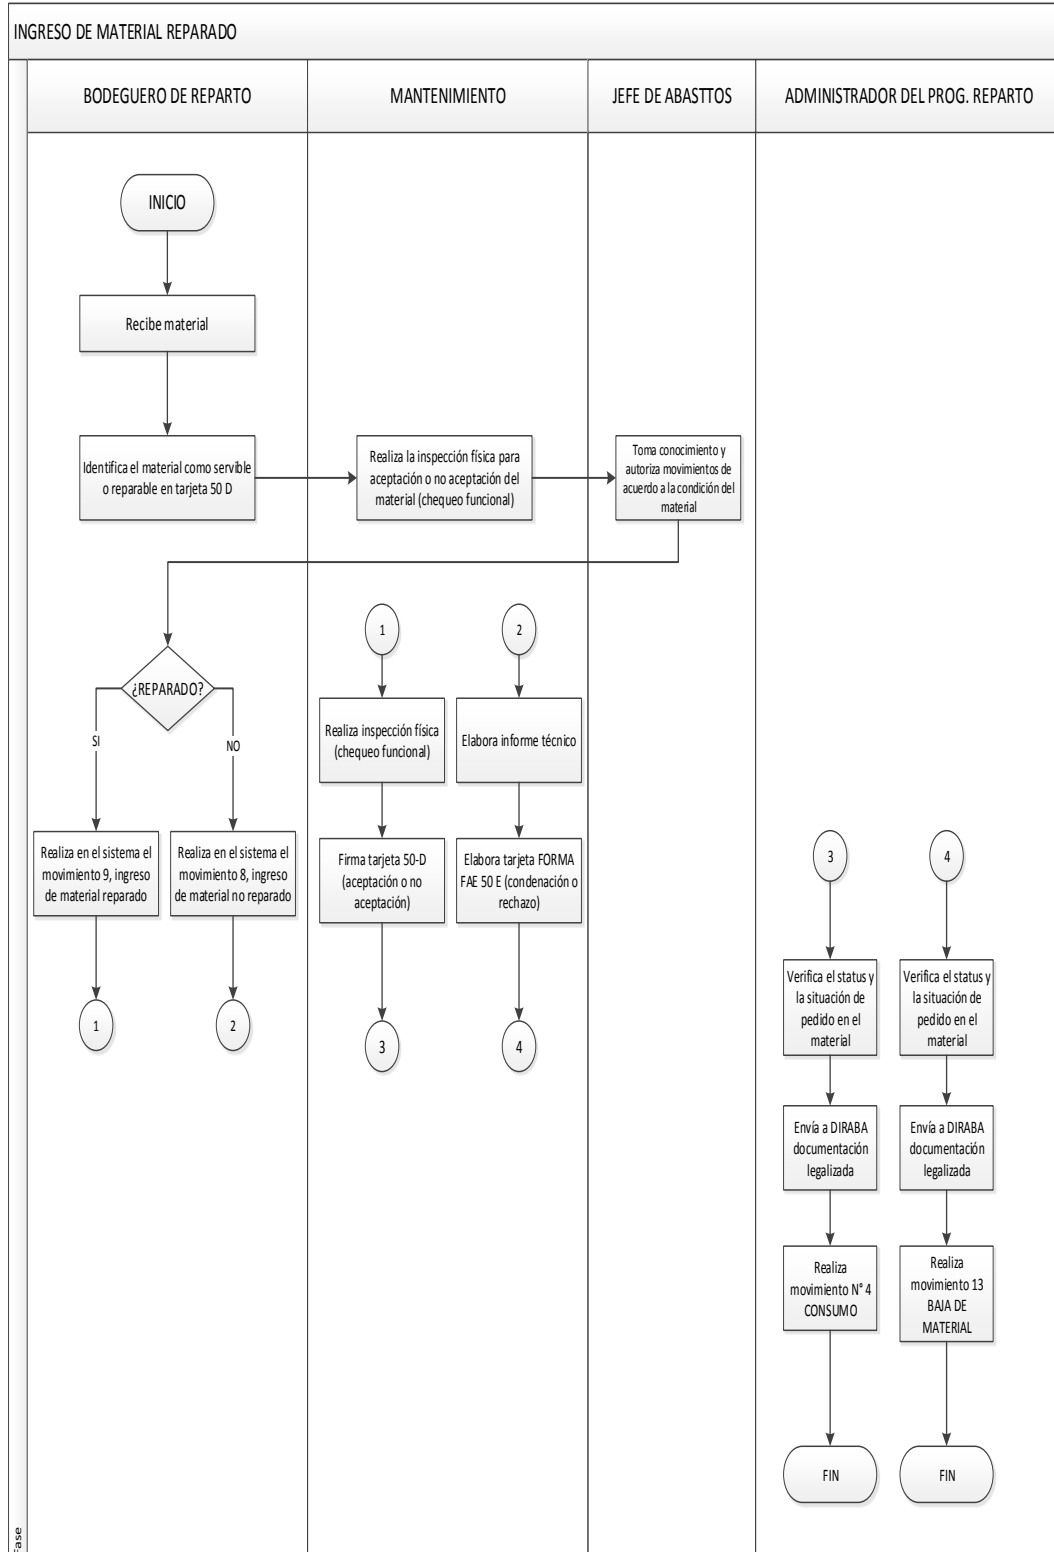 INGRESO DE MATERIAL REPARADO
BODEGUERO DE REPARTO
MANTENIMIENTO
JEFE DE ABASTTOS
ADMINISTRADOR DEL PROG. REPARTO
INICIO
Recibe material
Identifica el material como servible
o reparable en tarjeta 50 D
Realiza la inspección física para
aceptación o no aceptación del
material (chequeo funcional)
Toma conocimiento y
autoriza movimientos de
acuerdo a la condición del
material
¿REPARADO?
SI
NO
Realiza en el sistema el
movimiento 9, ingreso
de material reparado
Realiza en el sistema el
movimiento 8, ingreso
de material no reparado
1
2
1
Realiza inspección física
(chequeo funcional)
Firma tarjeta 50-D
(aceptación o no
aceptación)
3
2
Elabora informe técnico
Elabora tarjeta FORMA
FAE 50 E (condenación o
rechazo)
4
3
Verifica el status y
la situación de
pedido en el
material
Envía a DIRABA
documentación
legalizada
Realiza
movimiento N° 4
CONSUMO
FIN
4
Verifica el status y
la situación de
pedido en el
material
Envía a DIRABA
documentación
legalizada
Realiza
movimiento 13
BAJA DE
MATERIAL
FIN
Fase